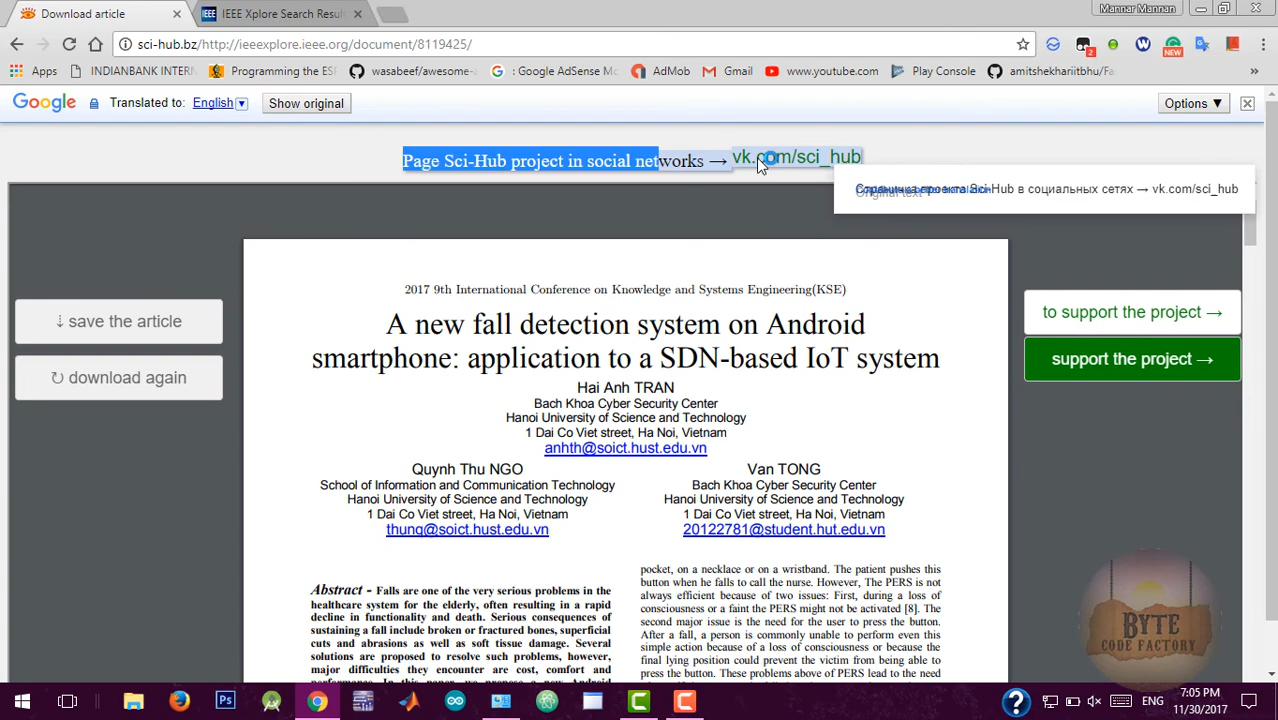 Download article
IEEE Xplore Search Resul
Mannar Mannan
sci-hub.bz/http://ieeexplore.ieee.org/document/8119425/
Apps
INDIANBANK INTERN
Programming the ESP
wasabeef/awesome-a
: Google AdSense Mo
AdMob
Gmail
www.youtube.com
Play Console
amitshekhariitbhu/Fa
2
NEW
Google
Translated to: English
Show original
Options ▼
Page Sci-Hub project in social networks → vk.com/sci_hub
Страничка проекта Sci-Hub в социальных сетях → vk.com/sci_hub
Original text
↓ save the article
↻ download again
to support the project →
support the project →
2017 9th International Conference on Knowledge and Systems Engineering(KSE)
A new fall detection system on Android
smartphone: application to a SDN-based IoT system
Hai Anh TRAN
Bach Khoa Cyber Security Center
Hanoi University of Science and Technology
1 Dai Co Viet street, Ha Noi, Vietnam
anhth@soict.hust.edu.vn
Quynh Thu NGO
School of Information and Communication Technology
Hanoi University of Science and Technology
1 Dai Co Viet street, Ha Noi, Vietnam
thunq@soict.hust.edu.vn
Van TONG
Bach Khoa Cyber Security Center
Hanoi University of Science and Technology
1 Dai Co Viet street, Ha Noi, Vietnam
20122781@student.hut.edu.vn
Abstract - Falls are one of the very serious problems in the
healthcare system for the elderly, often resulting in a rapid
decline in functionality and death. Serious consequences of
sustaining a fall include broken or fractured bones, superficial
cuts and abrasions as well as soft tissue damage. Several
solutions are proposed to resolve such problems, however,
major difficulties they encounter are cost, comfort and
pocket, on a necklace or on a wristband. The patient pushes this
button when he falls to call the nurse. However, The PERS is not
always efficient because of two issues: First, during a loss of
consciousness or a faint the PERS might not be activated [8]. The
second major issue is the need for the user to press the button.
After a fall, a person is commonly unable to perform even this
simple action because of a loss of consciousness or because the
final lying position could prevent the victim from being able to
press the button. These problems above of PERS lead to the need
BYTE
CODE FACTORY
Ps
ENG
7:05 PM
11/30/2017